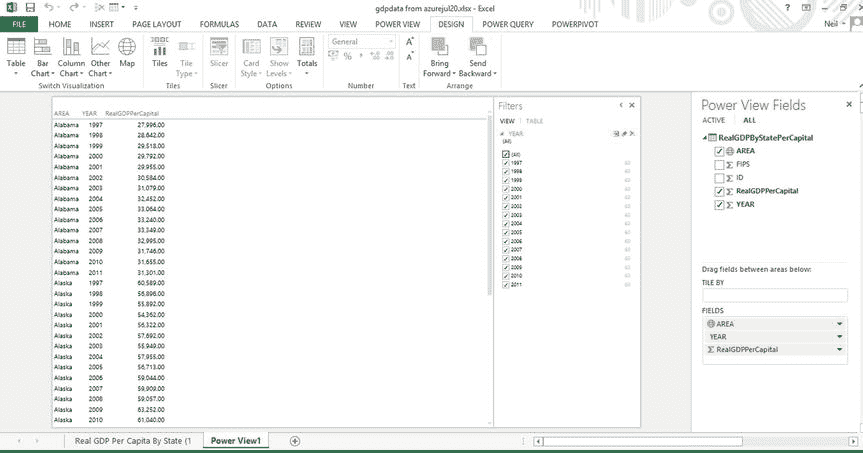 gdpdata from azurejul20.xlsx - Excel
FILE HOME INSERT PAGE LAYOUT FORMULAS DATA REVIEW VIEW POWER VIEW DESIGN POWER QUERY POWERPIVOT Neil
Table Bar Chart Column Chart Other Chart Map Tiles Tile Type Slicer Card Style Show Levels Totals General Bring Forward Send Backward
Switch Visualization Tiles Slicer Options Number Text Arrange
AREA YEAR RealGDPPerCapital
Alabama 1997 27,996.00
Alabama 1998 28,642.00
Alabama 1999 29,518.00
Alabama 2000 29,792.00
Alabama 2001 29,955.00
Alabama 2002 30,584.00
Alabama 2003 31,079.00
Alabama 2004 32,452.00
Alabama 2005 33,064.00
Alabama 2006 33,240.00
Alabama 2007 33,349.00
Alabama 2008 32,995.00
Alabama 2009 31,746.00
Alabama 2010 31,655.00
Alabama 2011 31,301.00
Alaska 1997 60,589.00
Alaska 1998 56,896.00
Alaska 1999 55,892.00
Alaska 2000 54,362.00
Alaska 2001 56,322.00
Alaska 2002 57,692.00
Alaska 2003 55,949.00
Alaska 2004 57,955.00
Alaska 2005 56,713.00
Alaska 2006 59,044.00
Alaska 2007 59,909.00
Alaska 2008 59,057.00
Alaska 2009 63,252.00
Alaska 2010 61,040.00
Filters
VIEW TABLE
YEAR
(All)
(All)
1997
1998
1999
2000
2001
2002
2003
2004
2005
2006
2007
2008
2009
2010
2011
Power View Fields
ACTIVE ALL
RealGDPByStatePerCapital
AREA
FIPS
ID
RealGDPPerCapital
YEAR
Drag fields between areas below:
TILE BY
FIELDS
AREA
YEAR
RealGDPPerCapital
Real GDP Per Capita By State (1 Power View1